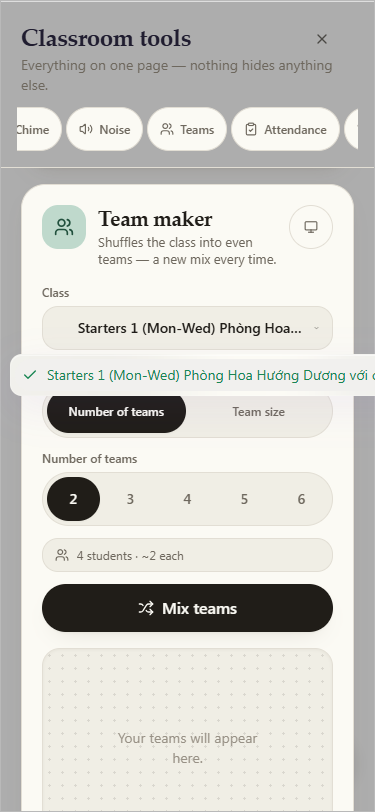 Classroom tools
Everything on one page — nothing hides anything
else.
Chime
Noise
Teams
Attendance
Team maker
Shuffles the class into even
teams — a new mix every time.
Class
Starters 1 (Mon-Wed) Phòng Hoa...
Starters 1 (Mon-Wed) Phòng Hoa Hướng Dương với
Number of teams
Team size
Number of teams
2
3
4
5
6
4 students · ~2 each
Mix teams
Your teams will appear
here.